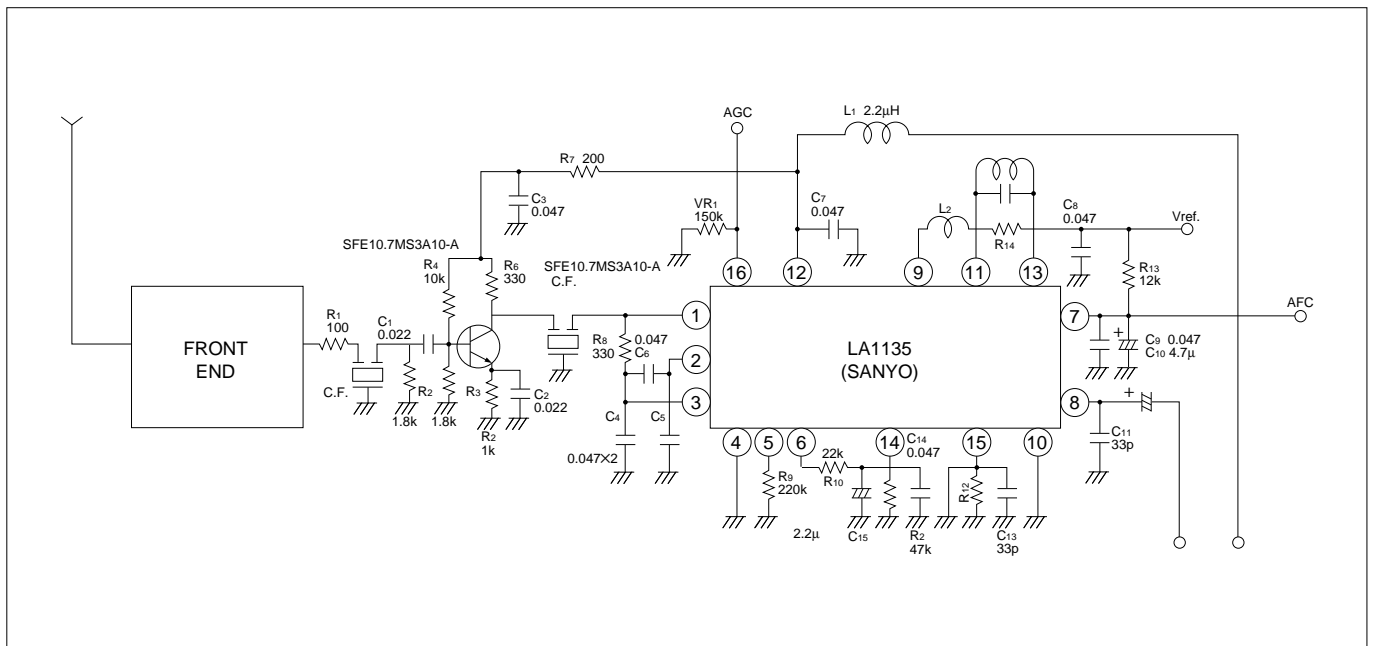 L1 2.2μH
AGC
R7 200
C3
0.047
VR1
150k
C7
0.047
L2
R14
C8
0.047
Vref.
SFE10.7MS3A10-A
R4
10k
R6
330
SFE10.7MS3A10-A
C.F.
16
12
9
11
13
R13
12k
FRONT
END
R1
100
C1
0.022
C.F.
R2
1.8k
1.8k
R3
R2
1k
C2
0.022
R8
330
0.047
C6
C4
C5
0.047×2
1
2
3
LA1135
(SANYO)
7
AFC
+
C9 0.047
C10 4.7μ
8
+
C11
33p
4
5
6
14
15
10
R9
220k
22k
R10
C14
0.047
R12
2.2μ
C15
R2
47k
C13
33p